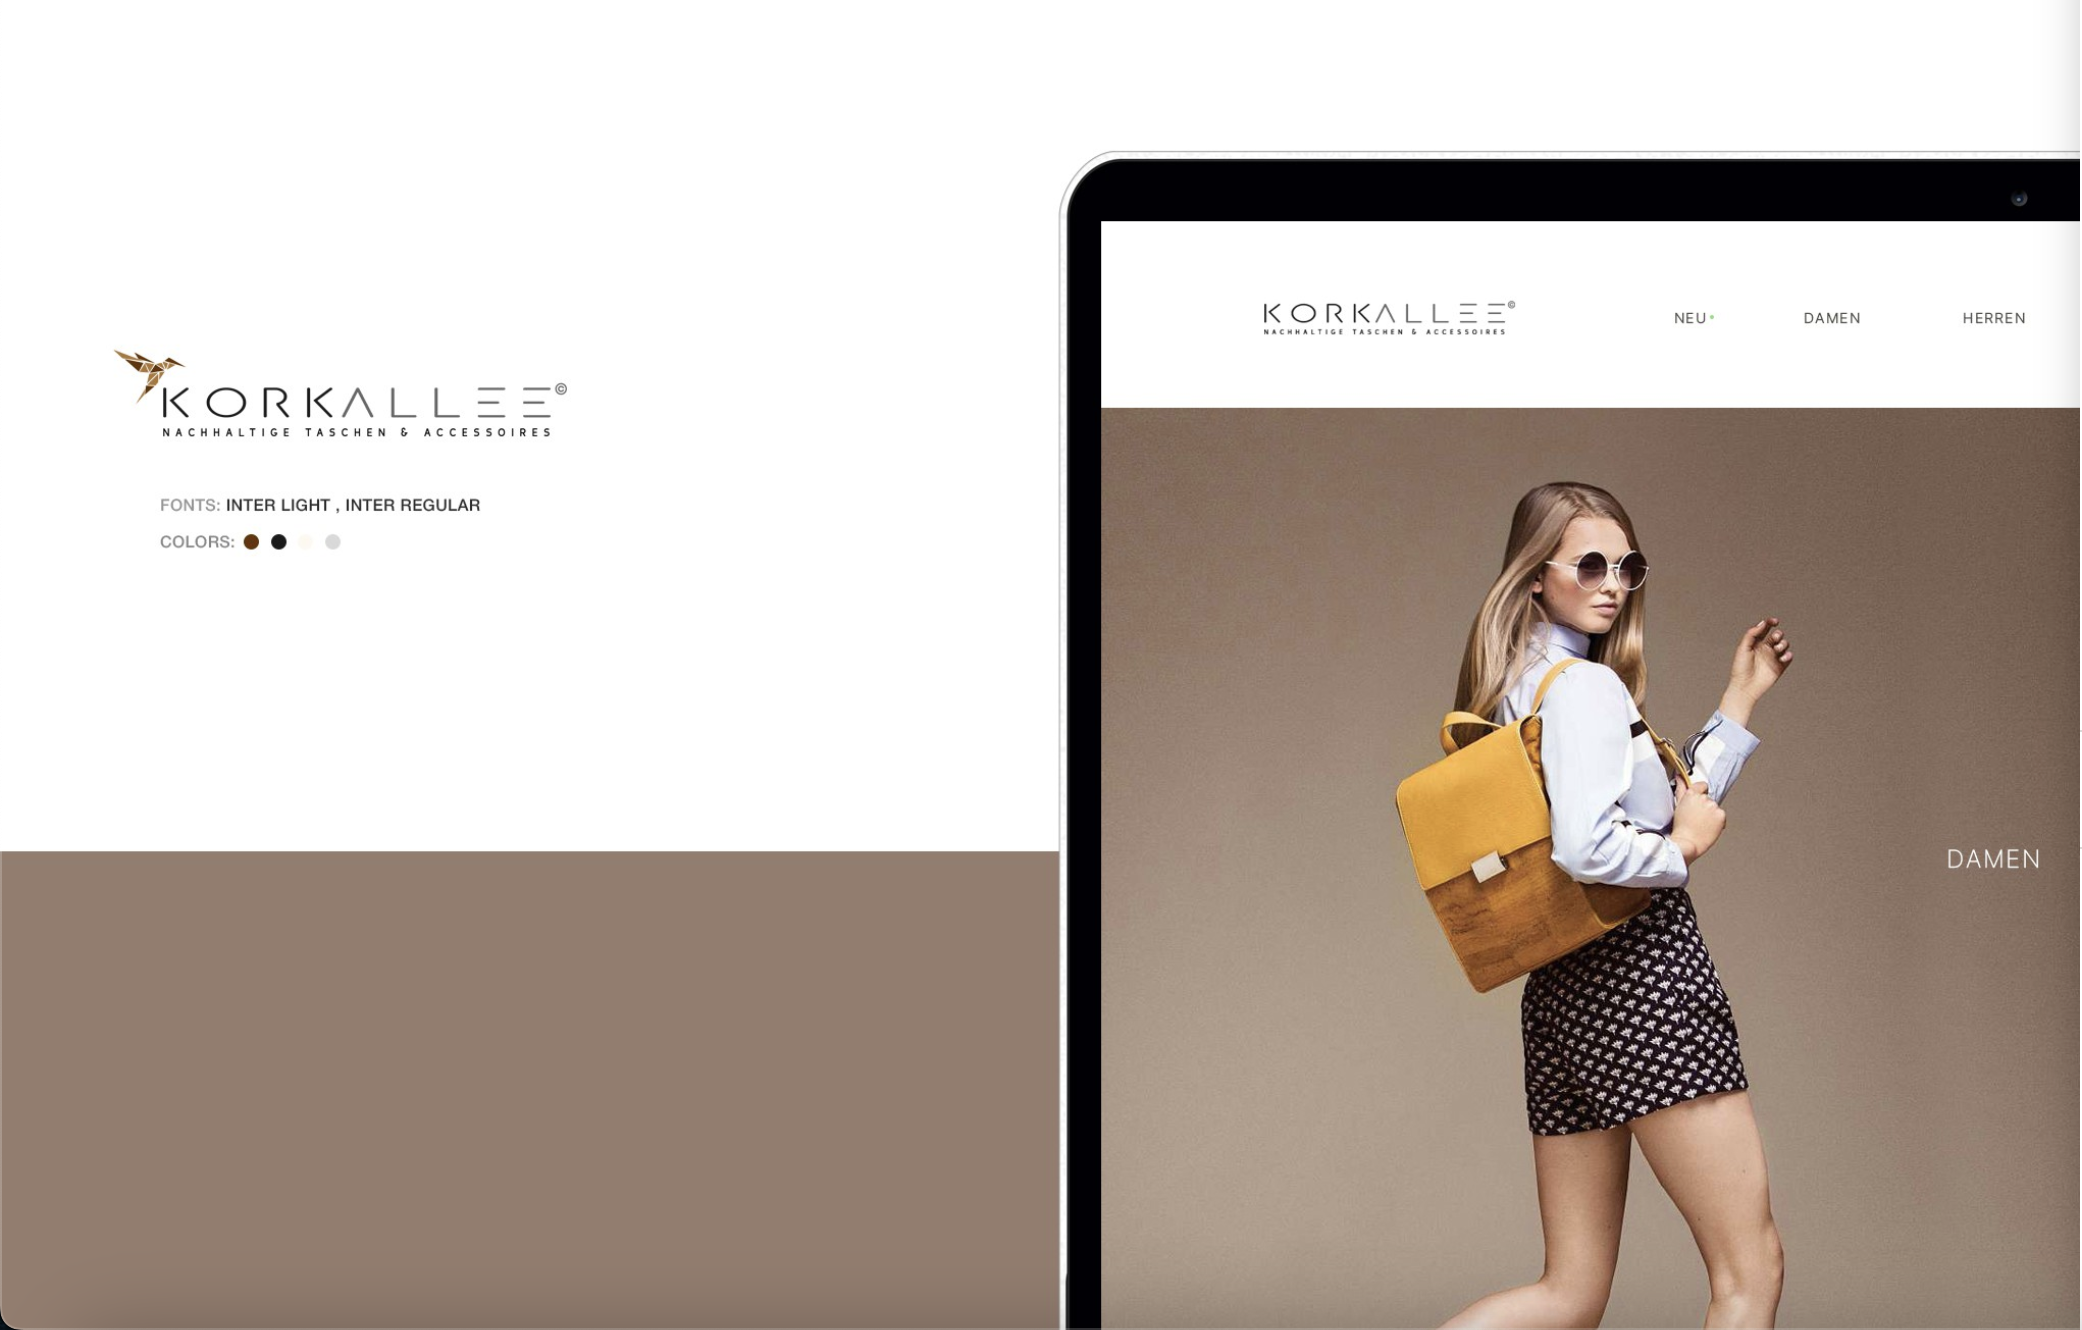 KORKALLEE©
NACHHALTIGE TASCHEN & ACCESSOIRES
FONTS: INTER LIGHT , INTER REGULAR
COLORS:
KORKALLEE©
NACHHALTIGE TASCHEN & ACCESSOIRES
NEU
DAMEN
HERREN
DAMEN